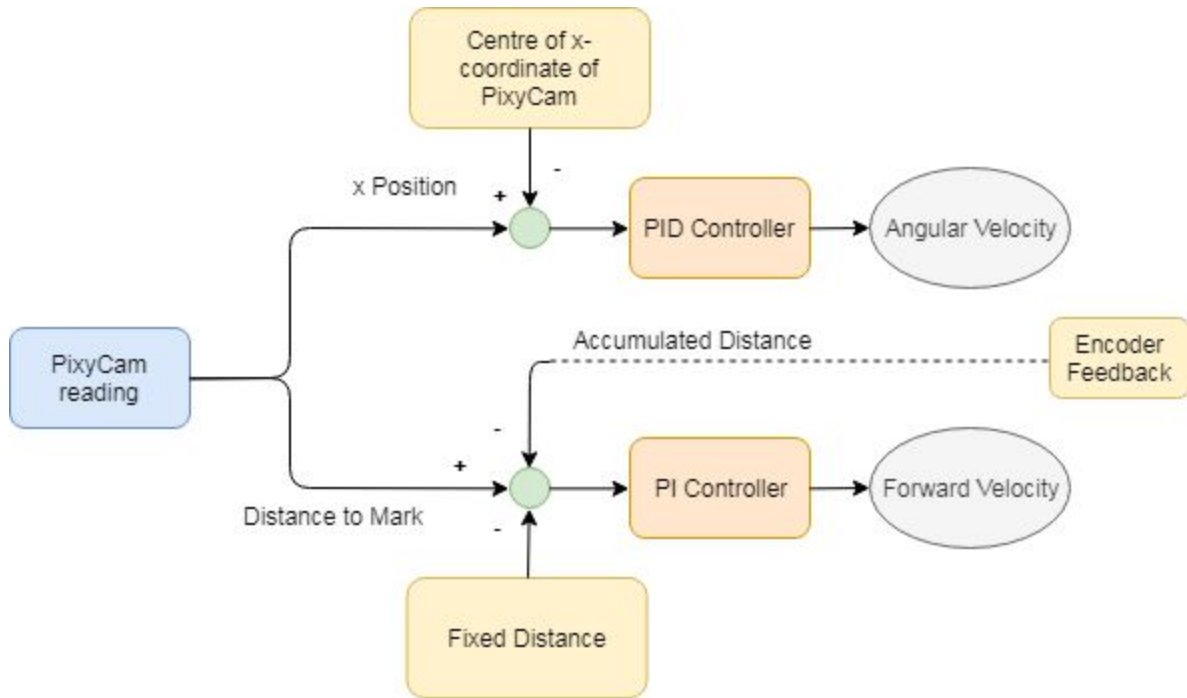 Centre of x-
coordinate of
PixyCam
x Position
-
+
PID Controller
Angular Velocity
Accumulated Distance
Encoder
Feedback
PixyCam
reading
-
+
PI Controller
Forward Velocity
Distance to Mark
-
Fixed Distance